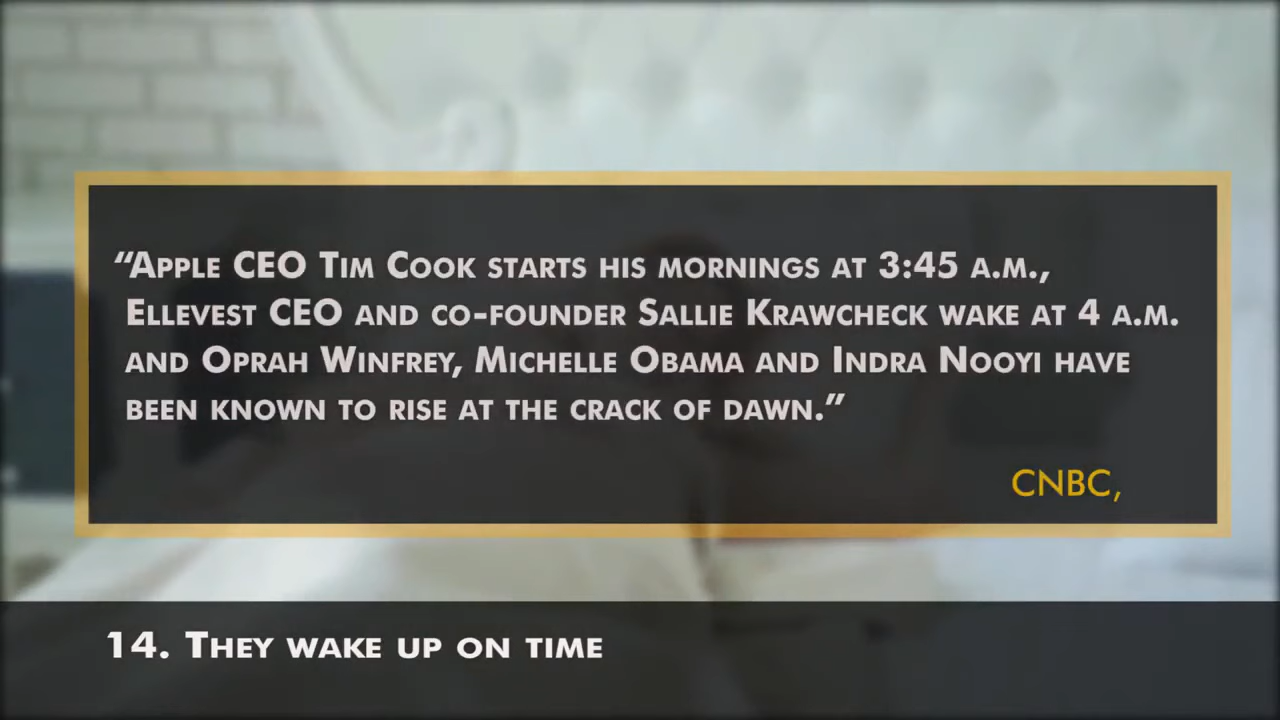 “Apple CEO Tim Cook starts his mornings at 3:45 a.m.,
Ellevest CEO and co-founder Sallie Krawcheck wake at 4 a.m.
and Oprah Winfrey, Michelle Obama and Indra Nooyi have
been known to rise at the crack of dawn.”
CNBC,
14. They wake up on time